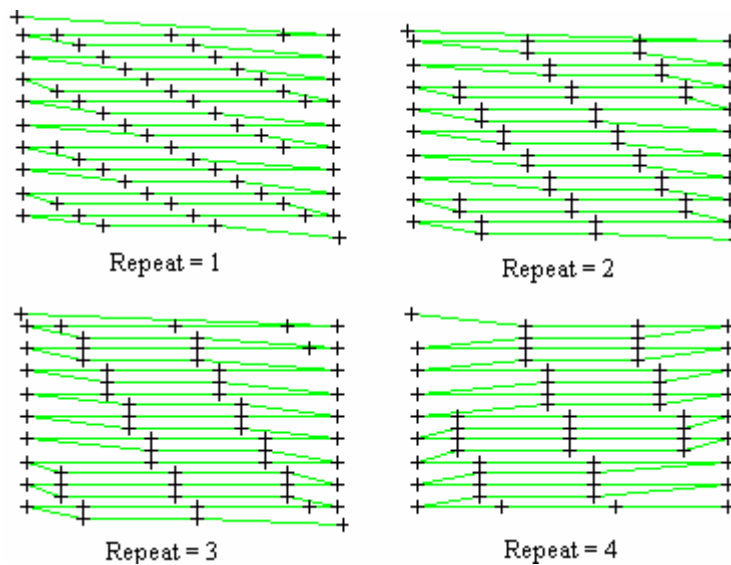 Repeat = 1
Repeat = 2
Repeat = 3
Repeat = 4